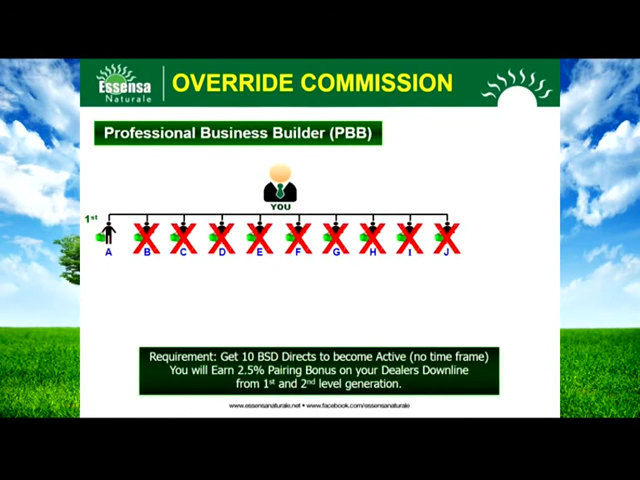 Essensa
Naturale
OVERRIDE COMMISSION
Professional Business Builder (PBB)
YOU
1st
A B C D E F G H I J
Requirement: Get 10 BSD Directs to become Active (no time frame)
You will Earn 2.5% Pairing Bonus on your Dealers Downline
from 1st and 2nd level generation.
www.essensanaturale.net • www.facebook.com/essensanaturale